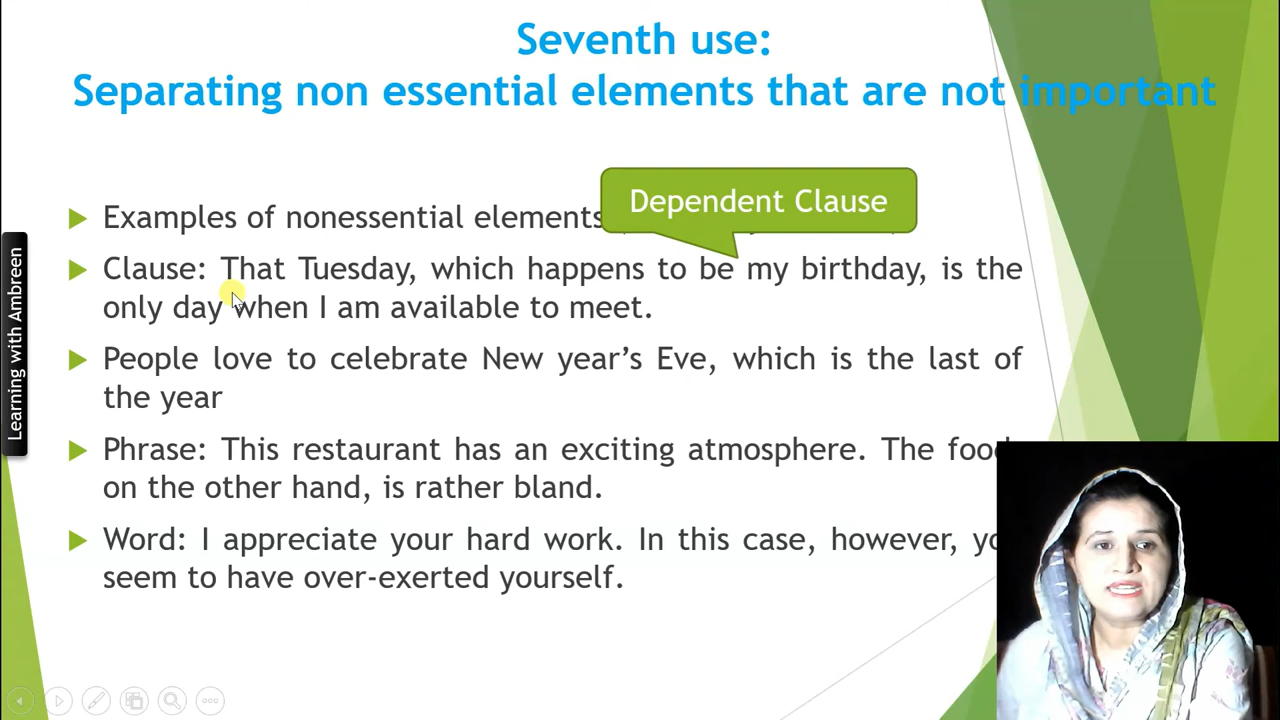 Seventh use:
Separating non essential elements that are not important
Dependent Clause
Examples of nonessential elements
Clause: That Tuesday, which happens to be my birthday, is the
only day when I am available to meet.
People love to celebrate New year’s Eve, which is the last of
the year
Phrase: This restaurant has an exciting atmosphere. The food,
on the other hand, is rather bland.
Word: I appreciate your hard work. In this case, however,
seem to have over-exerted yourself.
Learning with Ambreen